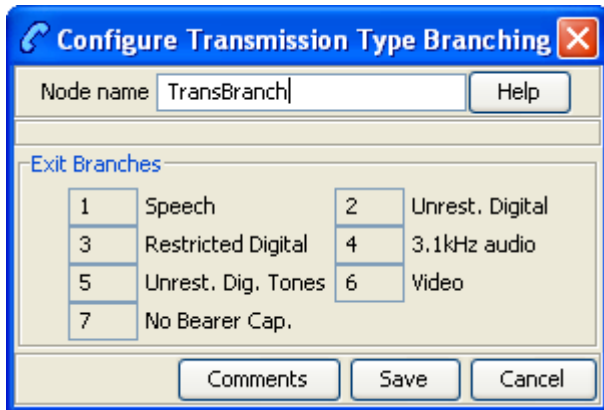 Configure Transmission Type Branching
Node name TransBranch Help
Exit Branches
1 Speech 2 Unrest. Digital
3 Restricted Digital 4 3.1kHz audio
5 Unrest. Dig. Tones 6 Video
7 No Bearer Cap.
Comments Save Cancel